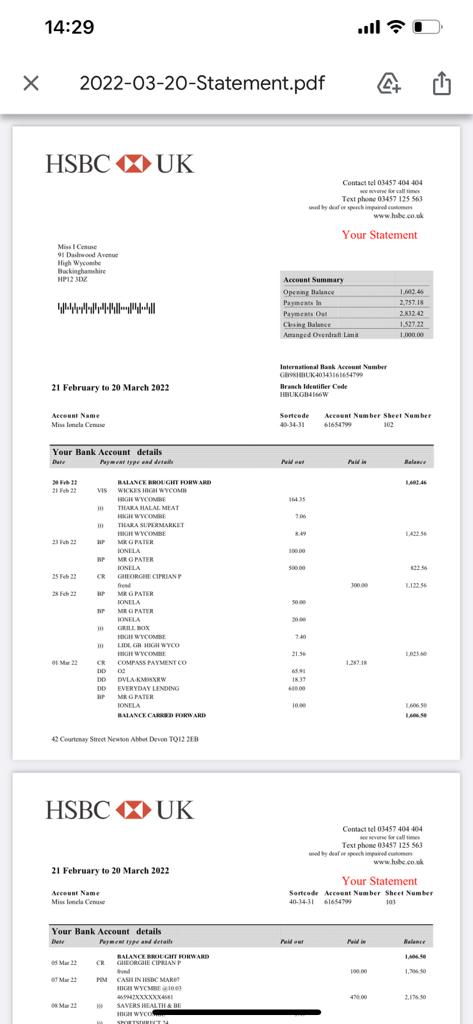 14:29
2022-03-20-Statement.pdf
HSBC UK
Contact tel 03457 404 404
see reverse for call times
Text phone 03457 125 563
used by deaf or speech impaired customers
www.hsbc.co.uk
Your Statement
Miss I Cenuse
91 Dashwood Avenue
High Wycombe
Buckinghamshire
HP12 3DZ
Account Summary
Opening Balance 1,602.46
Payments In 2,757.18
Payments Out 2,832.42
Closing Balance 1,527.22
Arranged Overdraft Limit 1,000.00
International Bank Account Number
GB98HBUK40343161654799
21 February to 20 March 2022
Branch Identifier Code
HBUKGB4166W
Account Name Sortcode Account Number Sheet Number
Miss Ionela Cenuse 40-34-31 61654799 102
Your Bank Account details
Date Payment type and details Paid out Paid in Balance
20 Feb 22 BALANCE BROUGHT FORWARD 1,602.46
21 Feb 22 VIS WICKES HIGH WYCOMB
HIGH WYCOMBE 164.35
))) THARA HALAL MEAT
HIGH WYCOMBE 7.06
))) THARA SUPERMARKET
HIGH WYCOMBE 8.49 1,422.56
23 Feb 22 BP MR G PATER
IONELA 100.00
BP MR G PATER
IONELA 500.00 822.56
25 Feb 22 CR GHEORGHE CIPRIAN P
frend 300.00 1,122.56
28 Feb 22 BP MR G PATER
IONELA 50.00
BP MR G PATER
IONELA 20.00
))) GRILL BOX
HIGH WYCOMBE 7.40
))) LIDL GB HIGH WYCO
HIGH WYCOMBE 21.56 1,023.60
01 Mar 22 CR COMPASS PAYMENT CO 1,287.18
DD O2 65.91
DD DVLA-KM08XRW 18.37
DD EVERYDAY LENDING 610.00
BP MR G PATER
IONELA 10.00 1,606.50
BALANCE CARRIED FORWARD 1,606.50
42 Courtenay Street Newton Abbot Devon TQ12 2EB
HSBC UK
Contact tel 03457 404 404
see reverse for call times
Text phone 03457 125 563
used by deaf or speech impaired customers
www.hsbc.co.uk
21 February to 20 March 2022
Your Statement
Account Name Sortcode Account Number Sheet Number
Miss Ionela Cenuse 40-34-31 61654799 103
Your Bank Account details
Date Payment type and details Paid out Paid in Balance
BALANCE BROUGHT FORWARD 1,606.50
05 Mar 22 CR GHEORGHE CIPRIAN P
frend 100.00 1,706.50
07 Mar 22 PIM CASH IN HSBC MAR07
HIGH WYCMBE @10:03
465942XXXXXX4681 470.00 2,176.50
08 Mar 22 ))) SAVERS HEALTH & BE
HIGH WYCO
SPORTSDIRECT 24